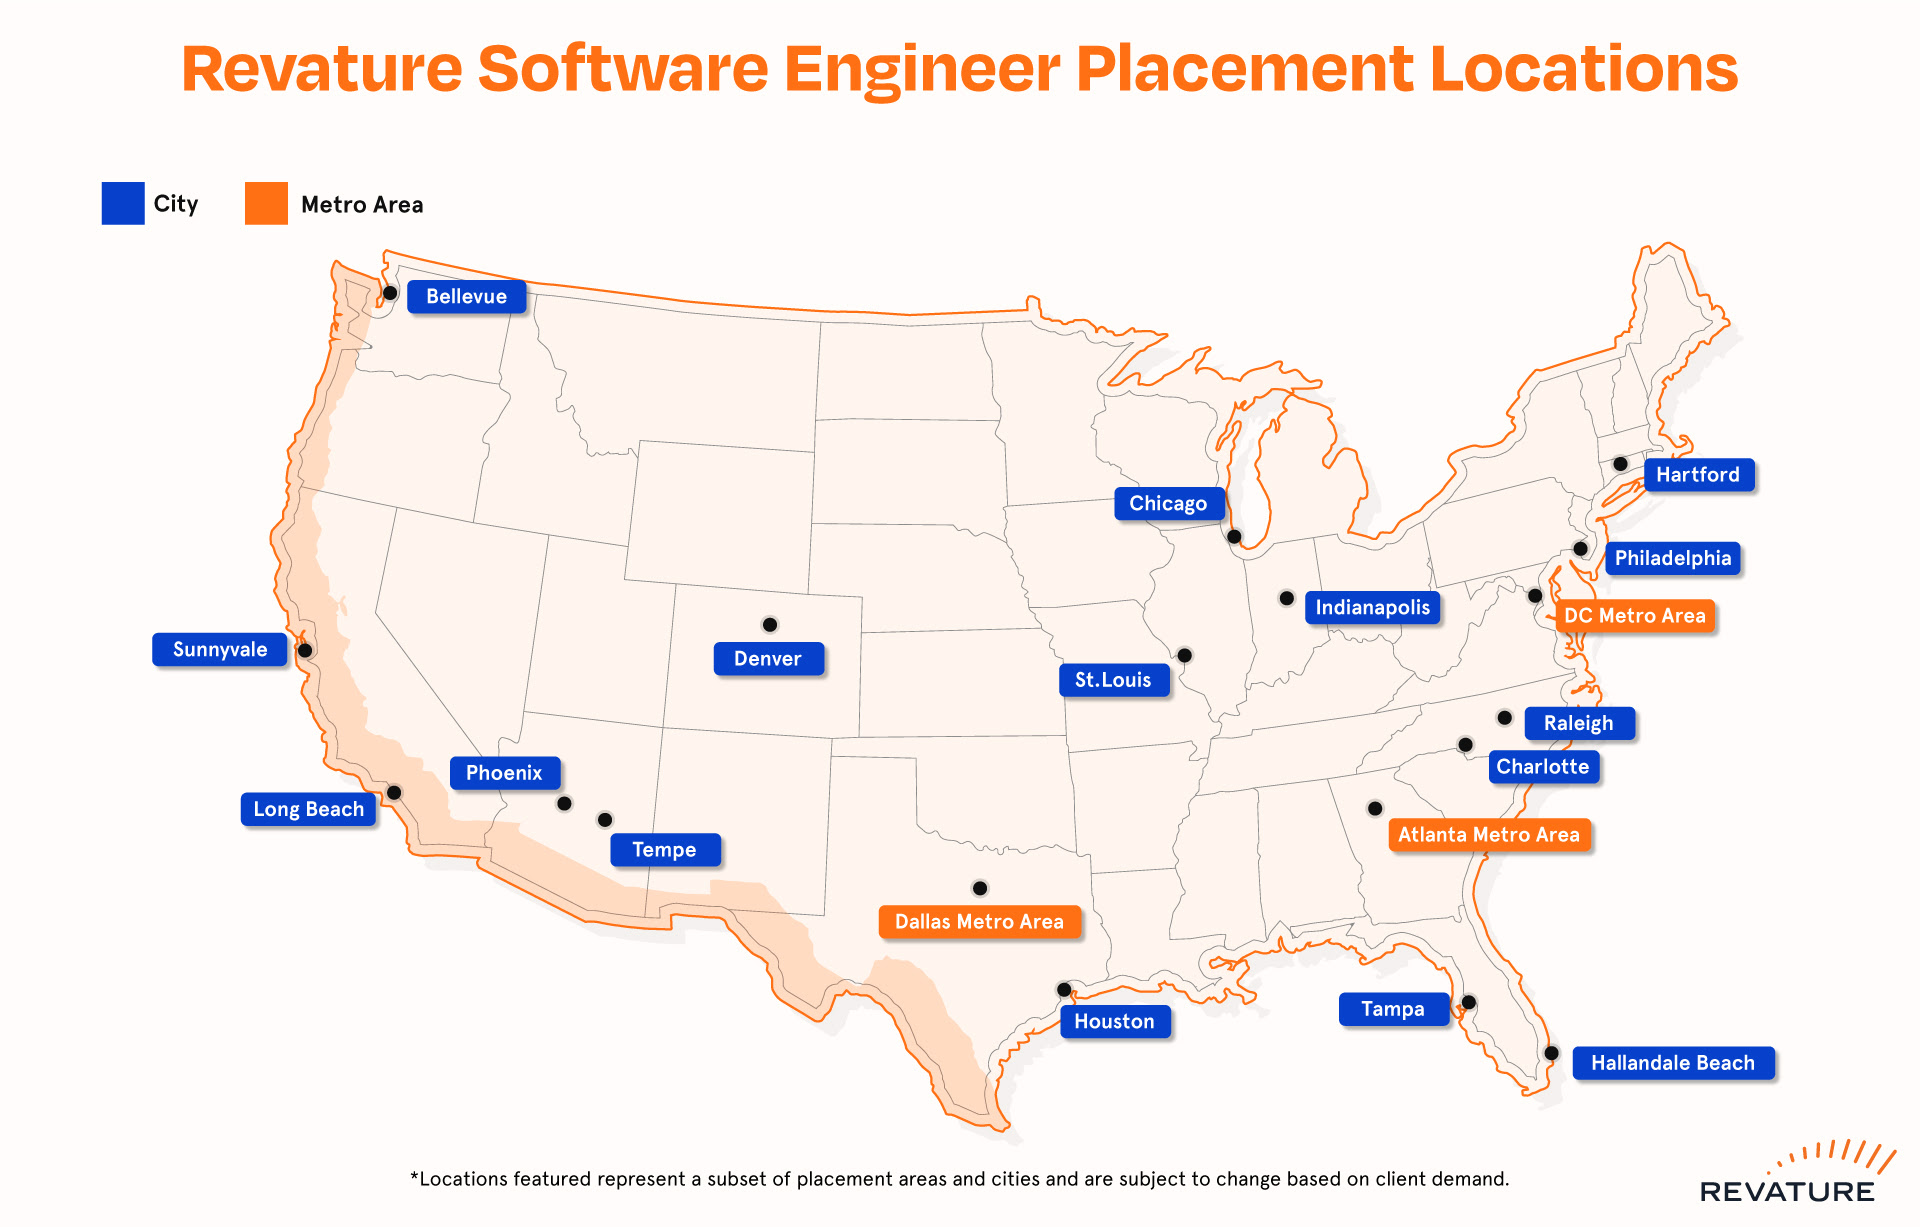 Revature Software Engineer Placement Locations
City
Metro Area
Bellevue
Hartford
Chicago
Philadelphia
Indianapolis
DC Metro Area
Sunnyvale
Denver
St.Louis
Raleigh
Charlotte
Phoenix
Long Beach
Atlanta Metro Area
Tempe
Dallas Metro Area
Tampa
Houston
Hallandale Beach
*Locations featured represent a subset of placement areas and cities and are subject to change based on client demand.
REVATURE